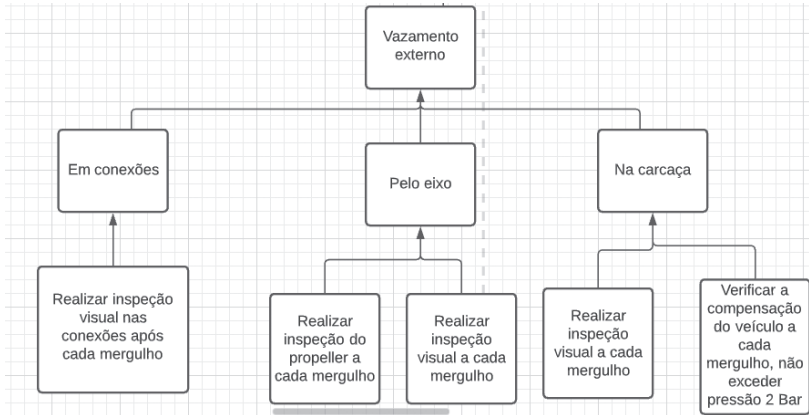 Vazamento
externo
Em conexões
Pelo eixo
Na carcaça
Realizar inspeção
visual nas
conexões após
cada mergulho
Realizar
inspeção do
propeller a
cada mergulho
Realizar
inspeção
visual a cada
mergulho
Realizar
inspeção
visual a cada
mergulho
Verificar a
compensação
do veículo a
cada
mergulho, não
exceder
pressão 2 Bar